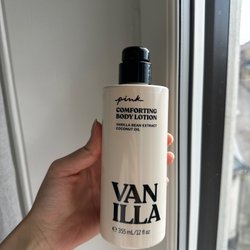 pink
COMFORTING
BODY LOTION
VANILLA BEAN EXTRACT
COCONUT OIL
VAN
ILLA
e 355 mL/12 fl oz